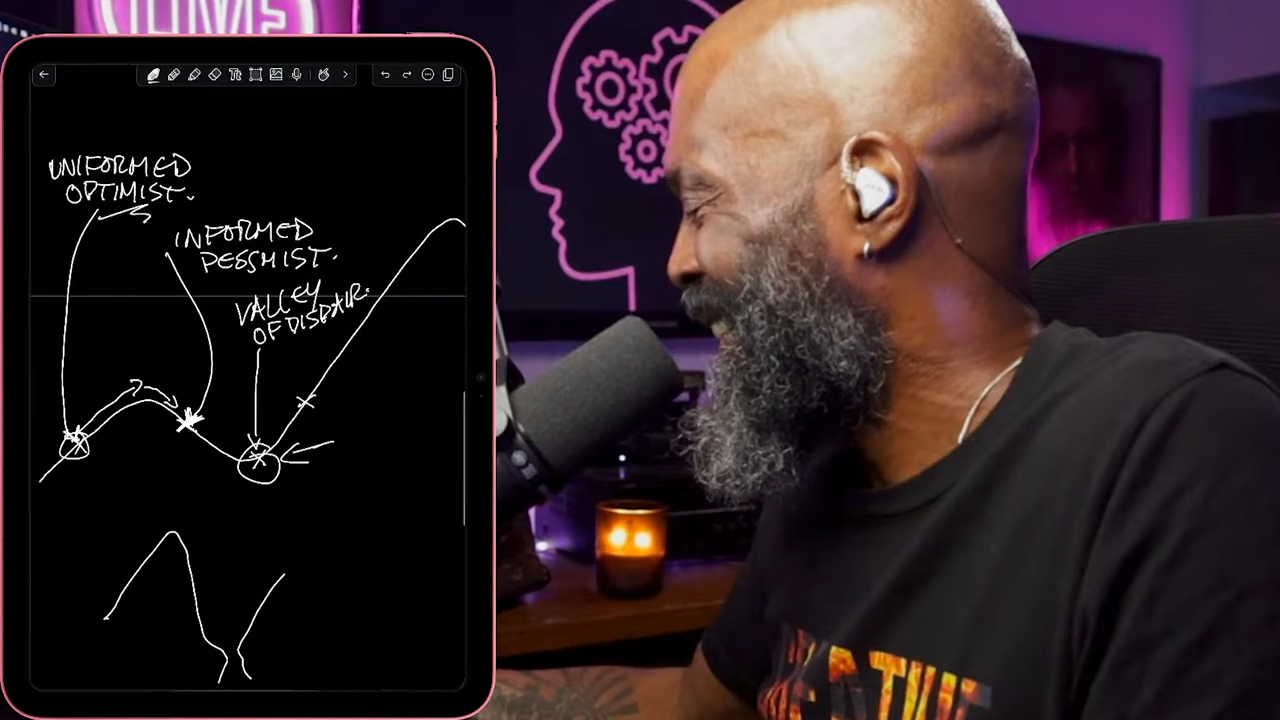 UNIFORMED
OPTIMIST.
INFORMED
PESSMIST.
VALLEY
OF DISPAIR.